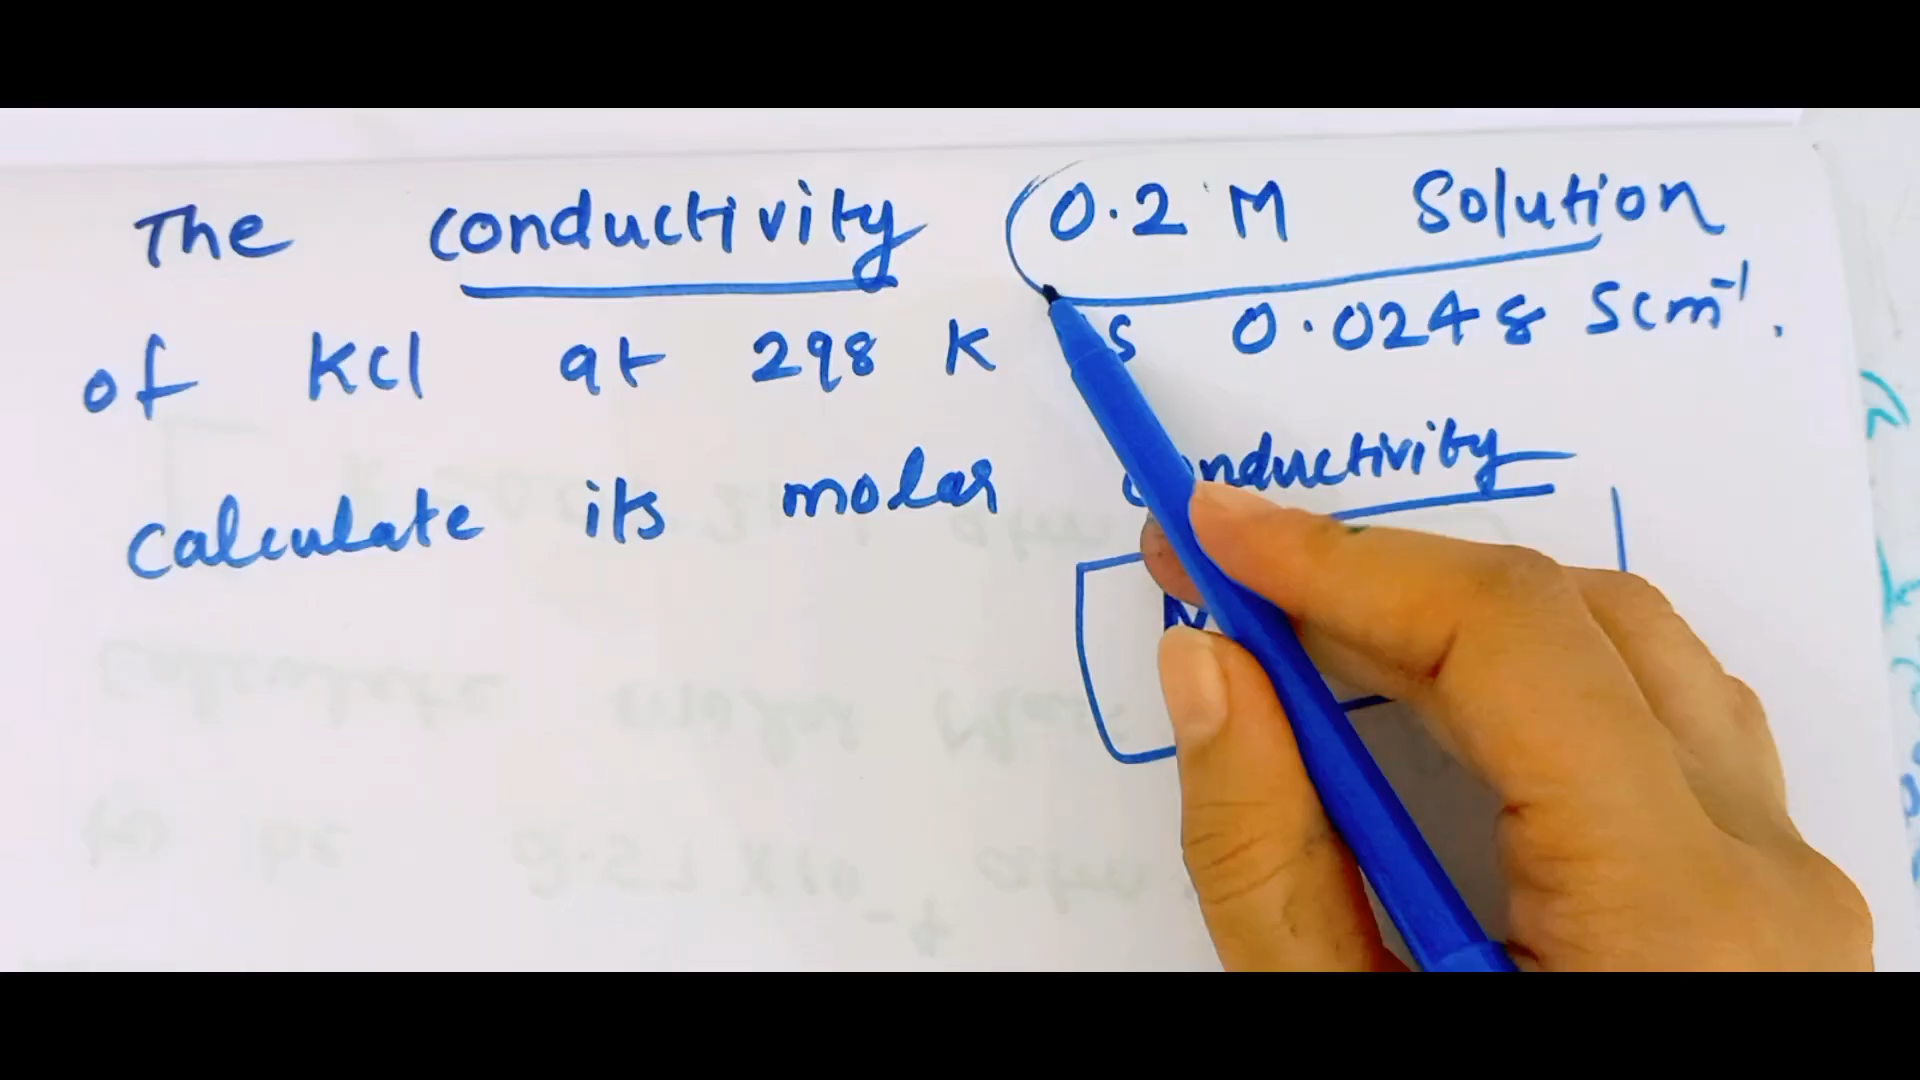 The conductivity 0.2 M Solution
of KCl at 298 K is 0.0248 Scm⁻¹.
Calculate its molar conductivity